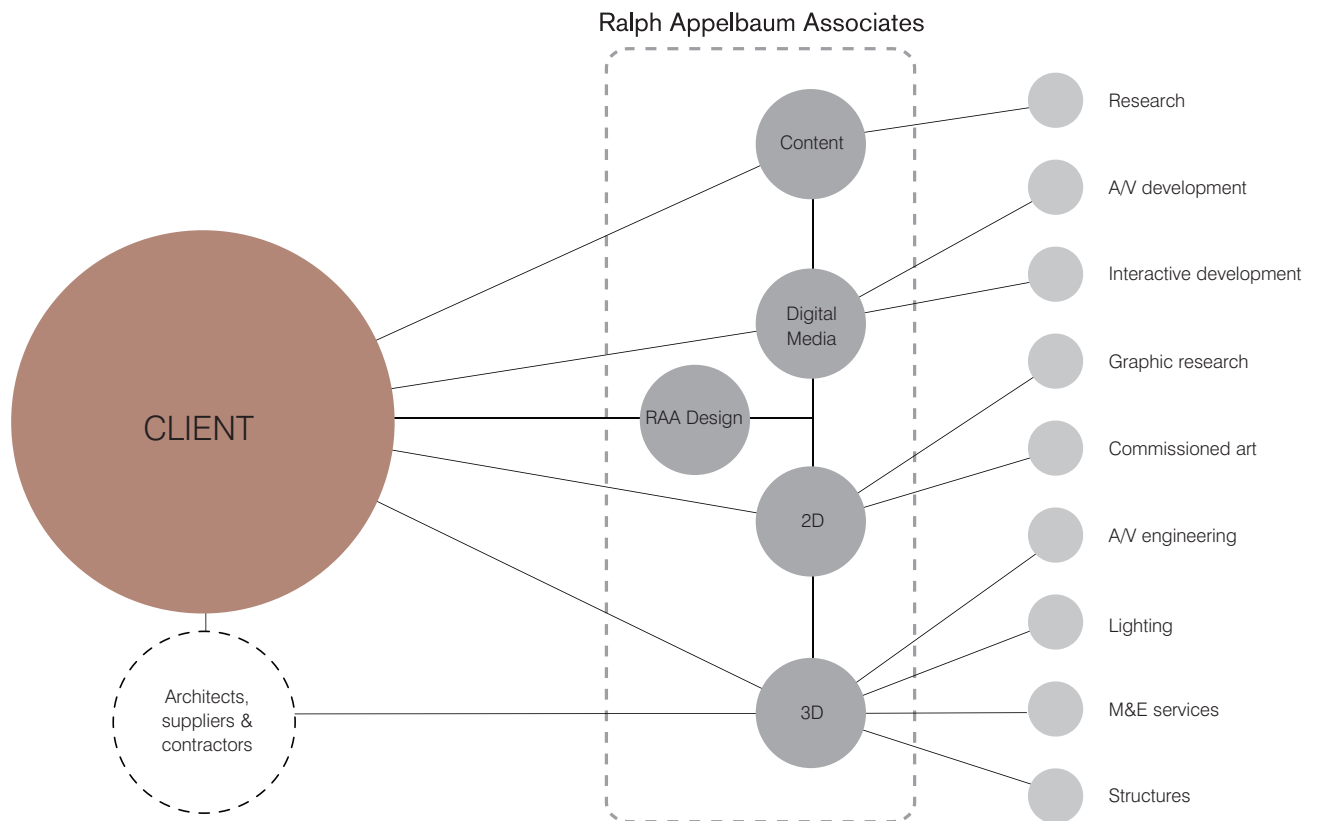 Ralph Appelbaum Associates
Content
Digital
Media
RAA Design
2D
3D
CLIENT
Architects,
suppliers &
contractors
Research
A/V development
Interactive development
Graphic research
Commissioned art
A/V engineering
Lighting
M&E services
Structures